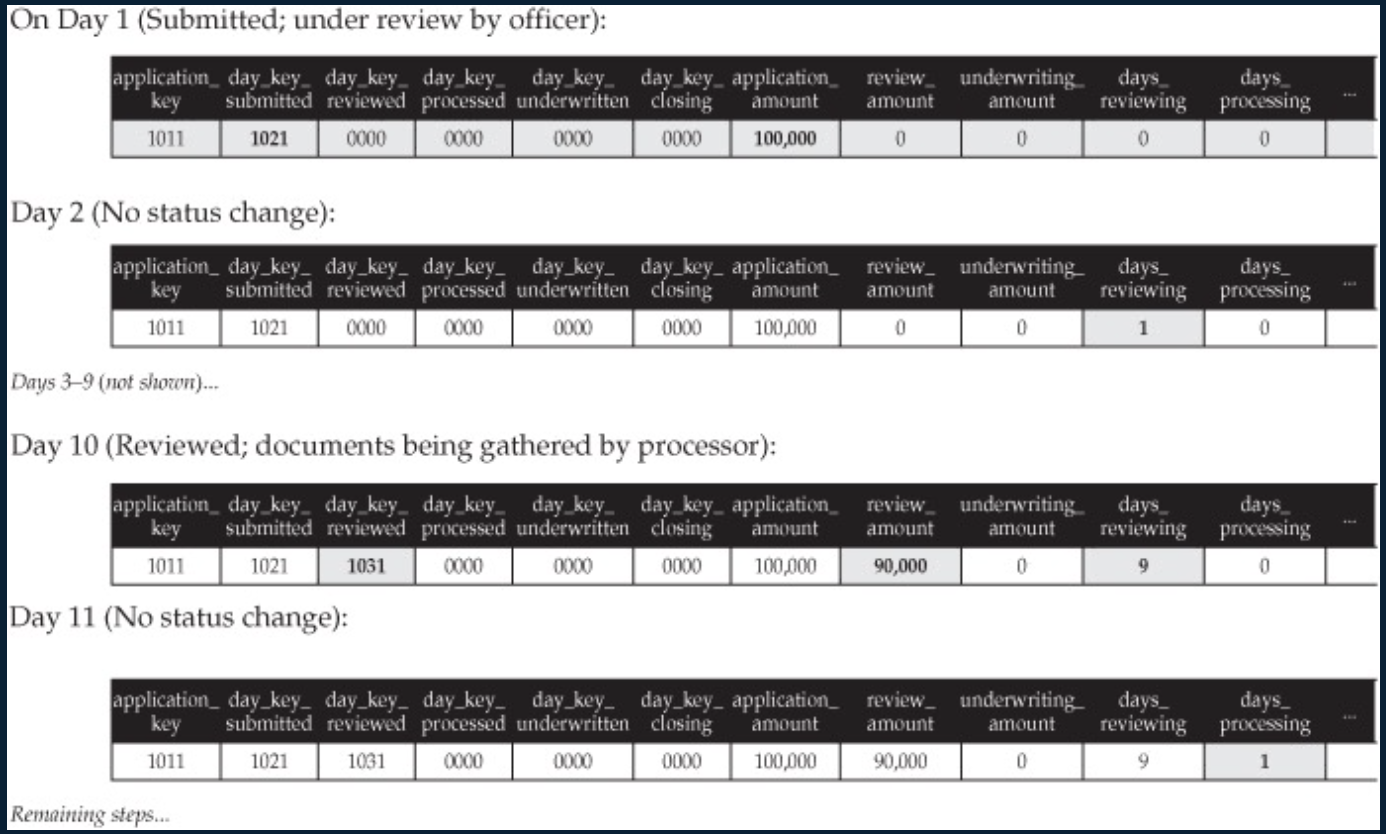 On Day 1 (Submitted; under review by officer):
application_ day_key_ day_key_ day_key_ day_key_ day_key_ application_ review_ underwriting_ days_ days_ ...
key submitted reviewed processed underwritten closing amount amount amount reviewing processing
1011 1021 0000 0000 0000 0000 100,000 0 0 0 0
Day 2 (No status change):
application_ day_key_ day_key_ day_key_ day_key_ day_key_ application_ review_ underwriting_ days_ days_ ...
key submitted reviewed processed underwritten closing amount amount amount reviewing processing
1011 1021 0000 0000 0000 0000 100,000 0 0 1 0
Days 3–9 (not shown)...
Day 10 (Reviewed; documents being gathered by processor):
application_ day_key_ day_key_ day_key_ day_key_ day_key_ application_ review_ underwriting_ days_ days_ ...
key submitted reviewed processed underwritten closing amount amount amount reviewing processing
1011 1021 1031 0000 0000 0000 100,000 90,000 0 9 0
Day 11 (No status change):
application_ day_key_ day_key_ day_key_ day_key_ day_key_ application_ review_ underwriting_ days_ days_ ...
key submitted reviewed processed underwritten closing amount amount amount reviewing processing
1011 1021 1031 0000 0000 0000 100,000 90,000 0 9 1
Remaining steps...